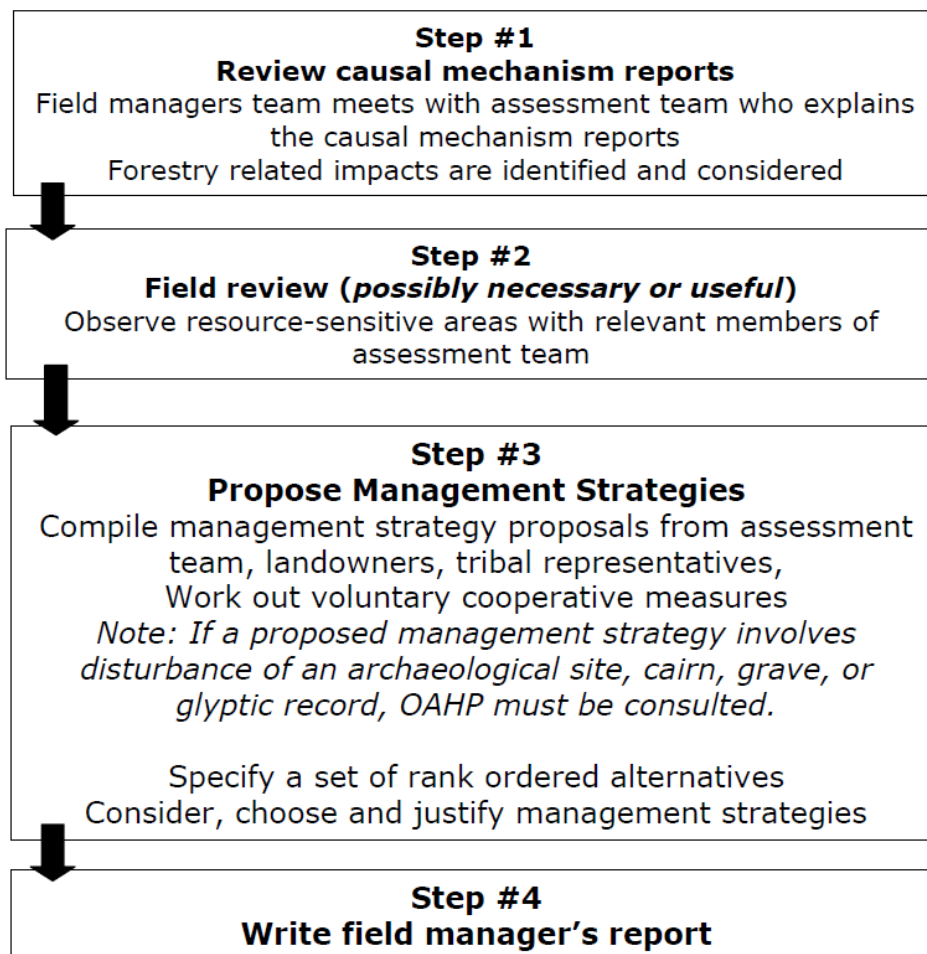 Step #1
Review causal mechanism reports
Field managers team meets with assessment team who explains
the causal mechanism reports
Forestry related impacts are identified and considered
Step #2
Field review (possibly necessary or useful)
Observe resource-sensitive areas with relevant members of
assessment team
Step #3
Propose Management Strategies
Compile management strategy proposals from assessment
team, landowners, tribal representatives,
Work out voluntary cooperative measures
Note: If a proposed management strategy involves
disturbance of an archaeological site, cairn, grave, or
glyptic record, OAHP must be consulted.
Specify a set of rank ordered alternatives
Consider, choose and justify management strategies
Step #4
Write field manager’s report